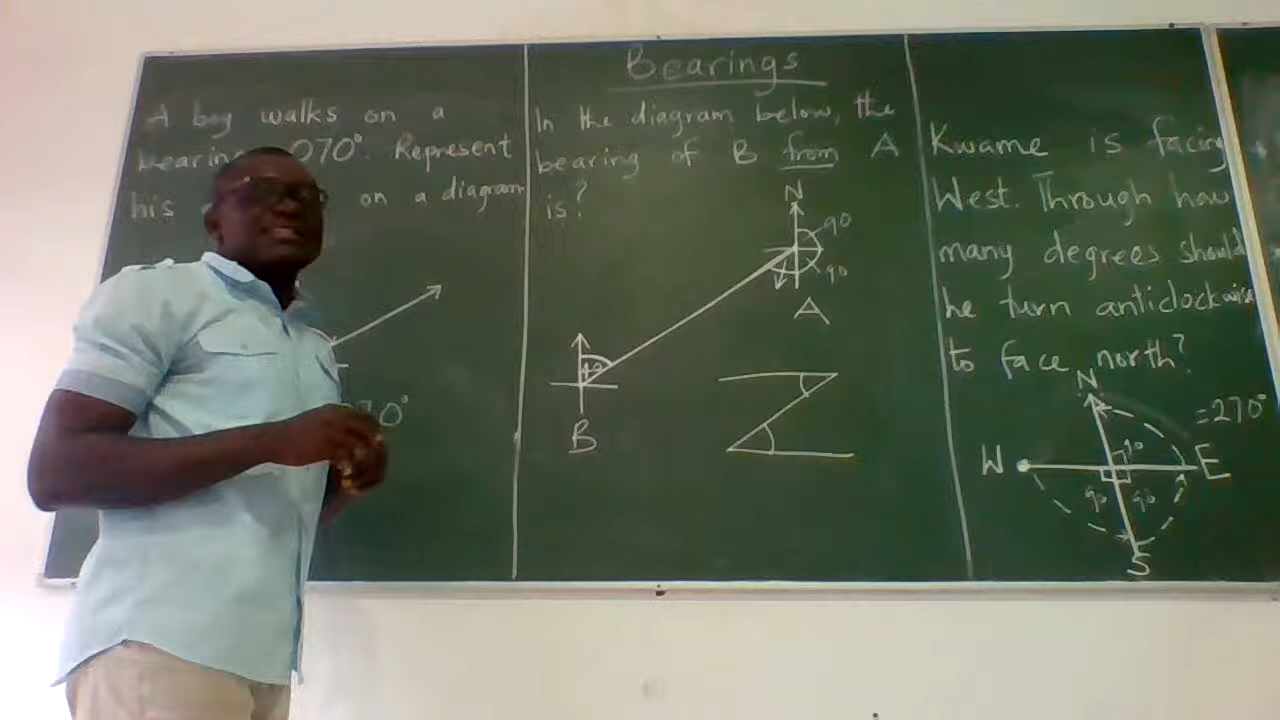 Bearings
A boy walks on a
070°. Represent
his on a diagram
In the diagram below, the
bearing of B from A
is?
N
90
90
A
B
Kwame is facing
West. Through how
many degrees should
he turn anticlockwise
to face north?
N
=270°
W
90
E
90
90
S